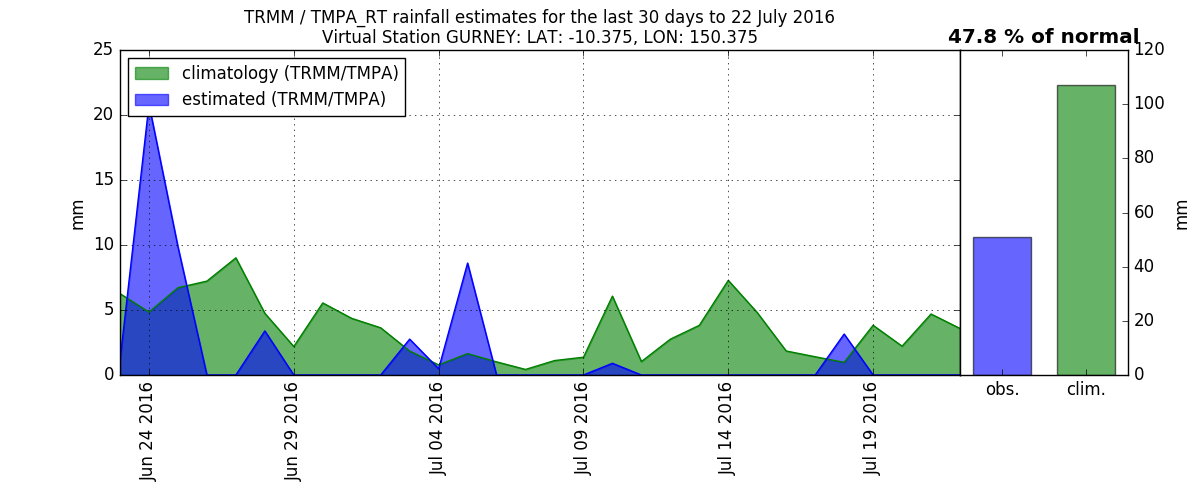 TRMM / TMPA_RT rainfall estimates for the last 30 days to 22 July 2016
Virtual Station GURNEY: LAT: -10.375, LON: 150.375
47.8 % of normal
climatology (TRMM/TMPA)
estimated (TRMM/TMPA)
25
20
15
10
5
0
mm
Jun 24 2016
Jun 29 2016
Jul 04 2016
Jul 09 2016
Jul 14 2016
Jul 19 2016
120
100
80
60
40
20
0
mm
obs.
clim.